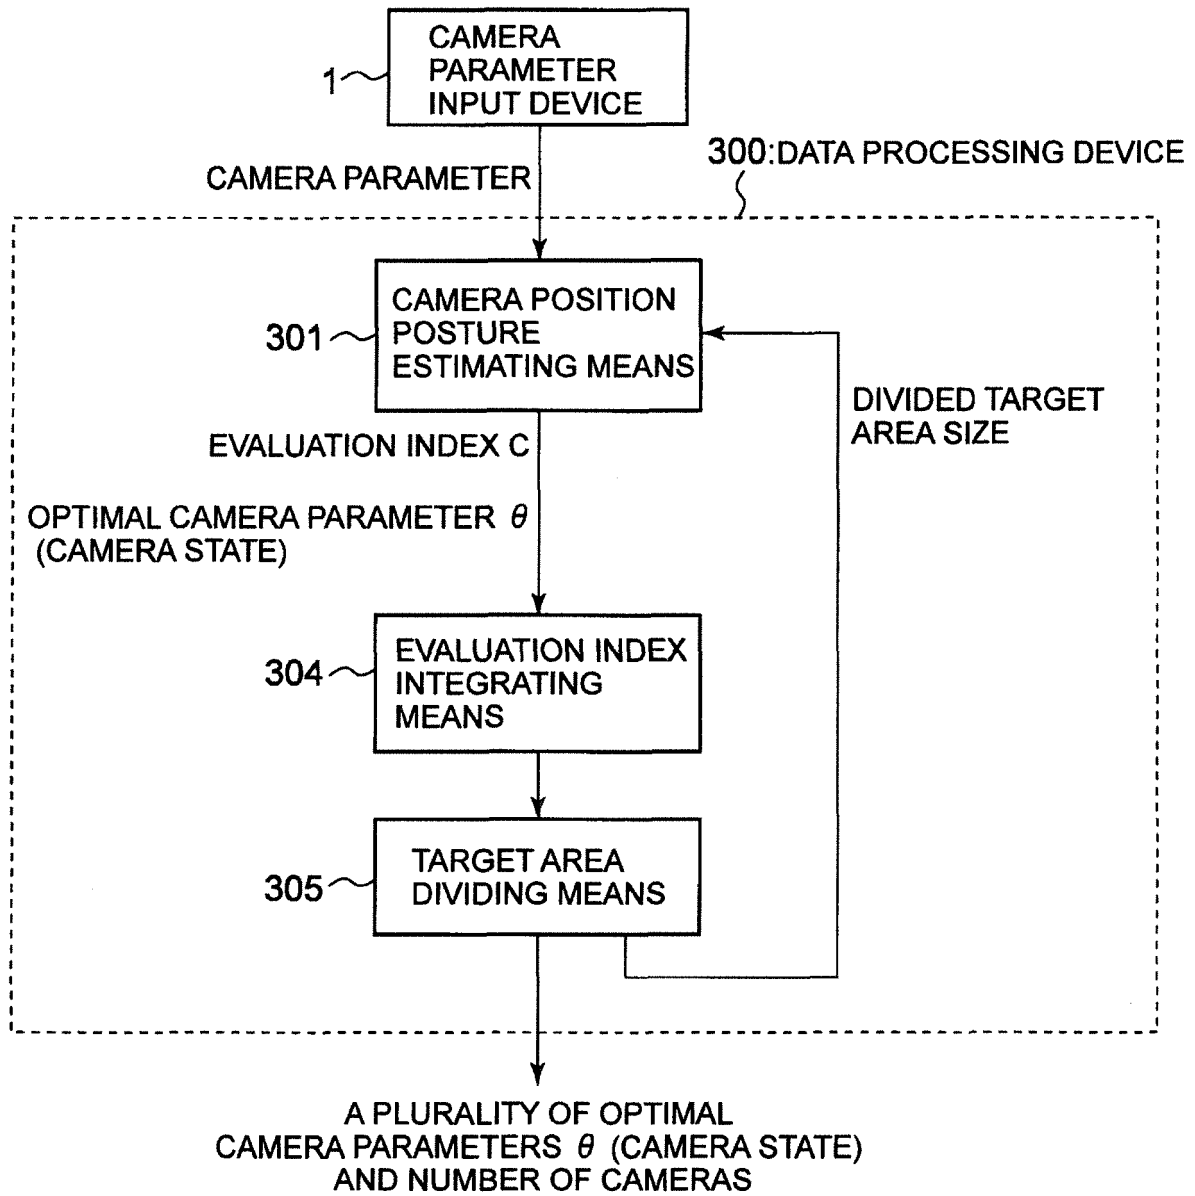 CAMERA
PARAMETER
INPUT DEVICE
1
300:DATA PROCESSING DEVICE
CAMERA PARAMETER
CAMERA POSITION
POSTURE
ESTIMATING MEANS
301
DIVIDED TARGET
AREA SIZE
EVALUATION INDEX C
OPTIMAL CAMERA PARAMETER θ
(CAMERA STATE)
EVALUATION INDEX
INTEGRATING
MEANS
304
TARGET AREA
DIVIDING MEANS
305
A PLURALITY OF OPTIMAL
CAMERA PARAMETERS θ (CAMERA STATE)
AND NUMBER OF CAMERAS